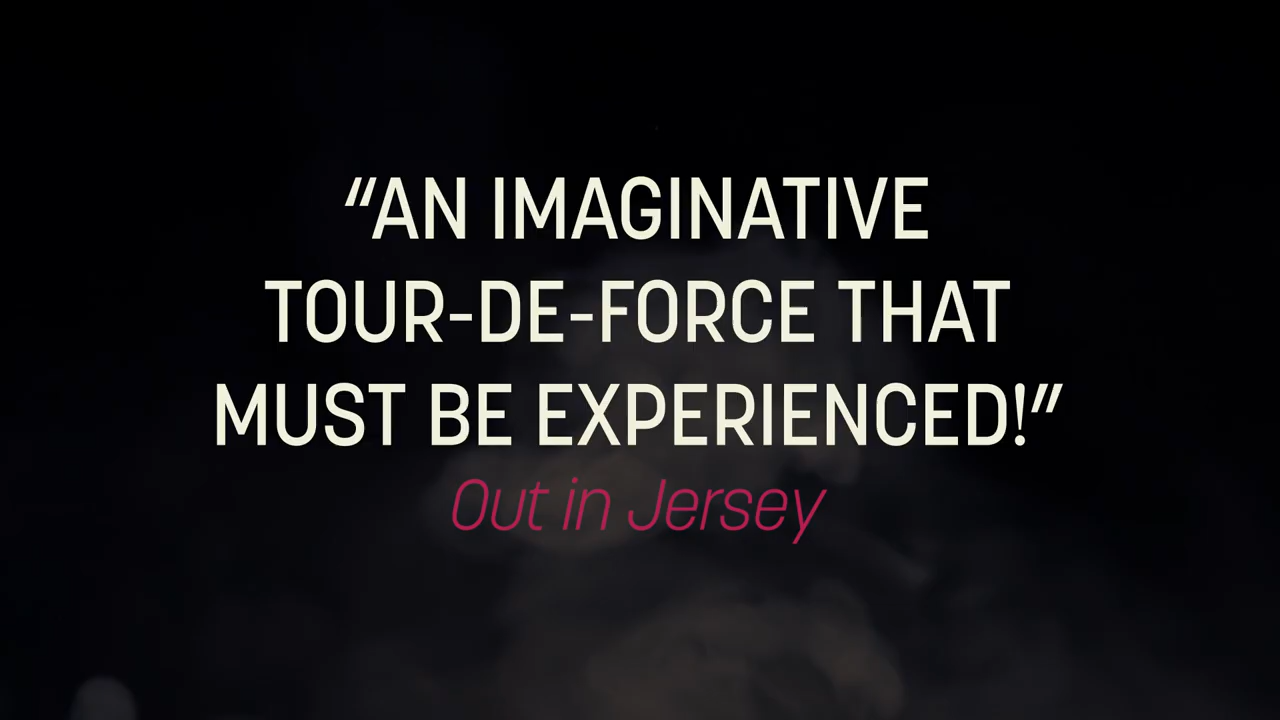 “AN IMAGINATIVE
TOUR-DE-FORCE THAT
MUST BE EXPERIENCED!”
Out in Jersey